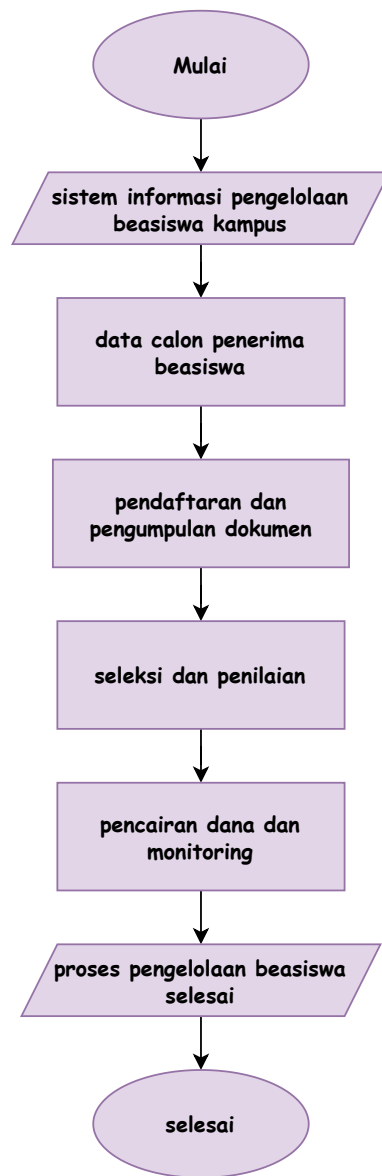 Mulai
sistem informasi pengelolaan
beasiswa kampus
data calon penerima
beasiswa
pendaftaran dan
pengumpulan dokumen
seleksi dan penilaian
pencairan dana dan
monitoring
proses pengelolaan beasiswa
selesai
selesai